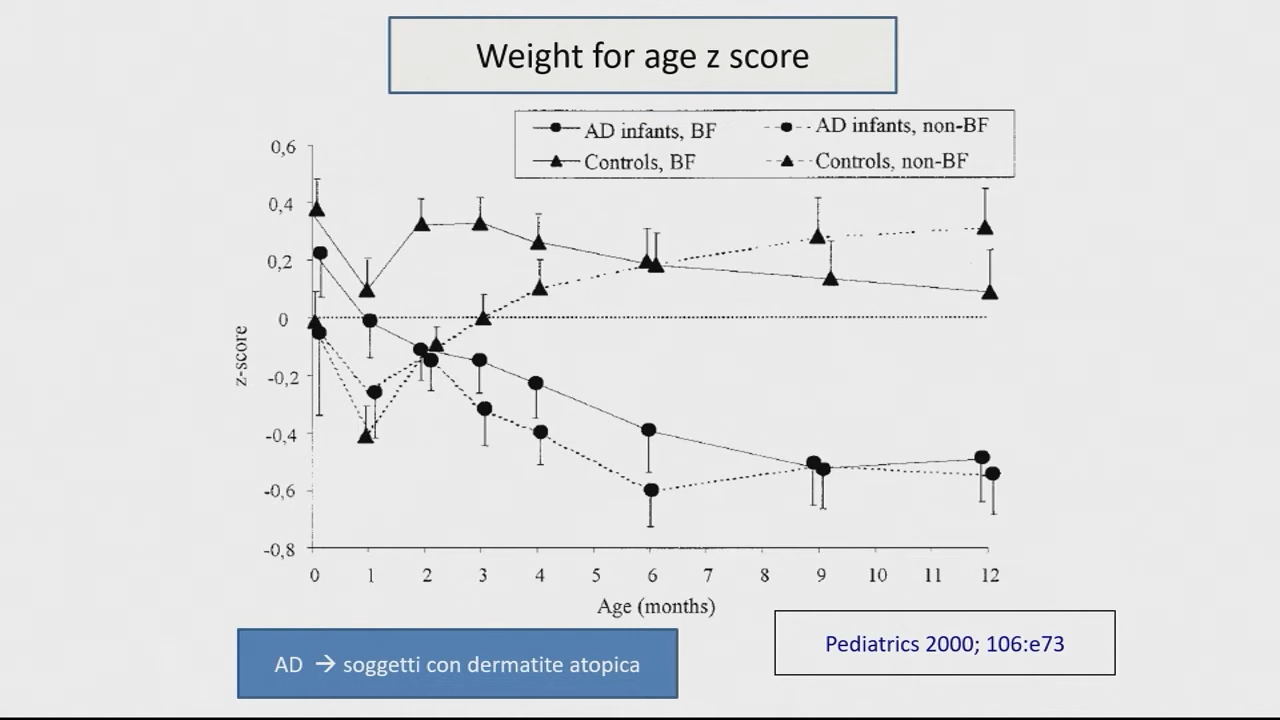 Weight for age z score
AD infants, BF
AD infants, non-BF
Controls, BF
Controls, non-BF
0,6
0,4
0,2
0
-0,2
-0,4
-0,6
-0,8
z-score
0 1 2 3 4 5 6 7 8 9 10 11 12
Age (months)
Pediatrics 2000; 106:e73
AD → soggetti con dermatite atopica